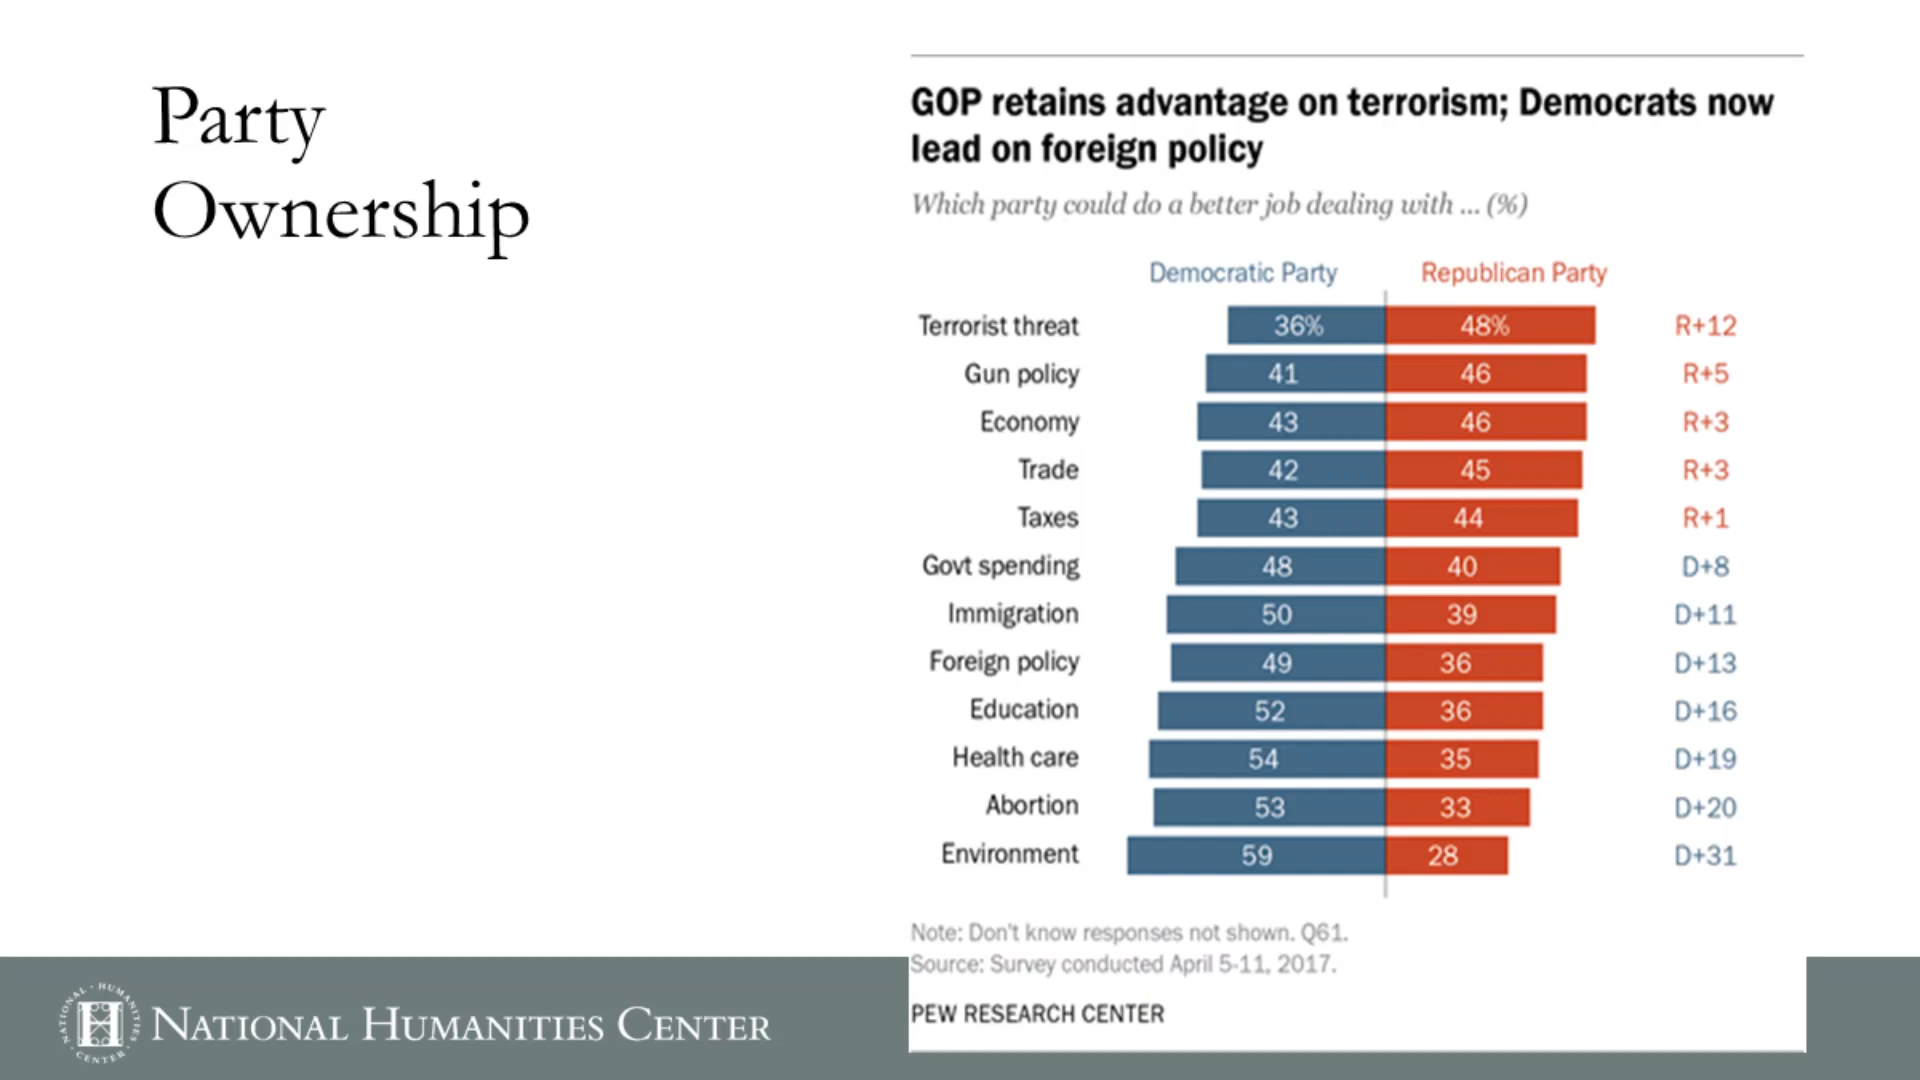 Party
Ownership
GOP retains advantage on terrorism; Democrats now
lead on foreign policy
Which party could do a better job dealing with ... (%)
Democratic Party Republican Party
Terrorist threat 36% 48% R+12
Gun policy 41 46 R+5
Economy 43 46 R+3
Trade 42 45 R+3
Taxes 43 44 R+1
Govt spending 48 40 D+8
Immigration 50 39 D+11
Foreign policy 49 36 D+13
Education 52 36 D+16
Health care 54 35 D+19
Abortion 53 33 D+20
Environment 59 28 D+31
Note: Don't know responses not shown. Q61.
Source: Survey conducted April 5-11, 2017.
PEW RESEARCH CENTER
NATIONAL · HUMANITIES · CENTER ·
H
NATIONAL HUMANITIES CENTER